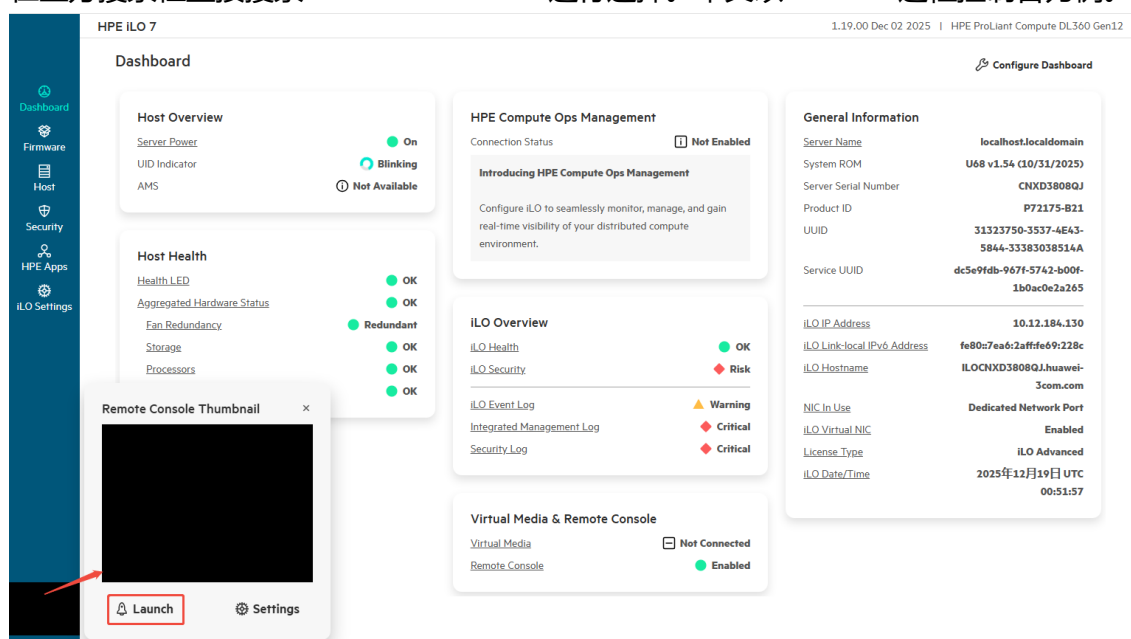 HPE iLO 7
1.19.00 Dec 02 2025 | HPE ProLiant Compute DL360 Gen12
Dashboard
Configure Dashboard
Dashboard
Firmware
Host
Security
HPE Apps
iLO Settings
Host Overview
Server Power On
UID Indicator Blinking
AMS Not Available
Host Health
Health LED OK
Aggregated Hardware Status OK
Fan Redundancy Redundant
Storage OK
Processors OK
OK
Remote Console Thumbnail ×
Launch
Settings
HPE Compute Ops Management
Connection Status Not Enabled
Introducing HPE Compute Ops Management
Configure iLO to seamlessly monitor, manage, and gain
real-time visibility of your distributed compute
environment.
iLO Overview
iLO Health OK
iLO Security Risk
iLO Event Log Warning
Integrated Management Log Critical
Security Log Critical
Virtual Media & Remote Console
Virtual Media Not Connected
Remote Console Enabled
General Information
Server Name localhost.localdomain
System ROM U68 v1.54 (10/31/2025)
Server Serial Number CNXD3808QJ
Product ID P72175-B21
UUID 31323750-3537-4E43-
5844-33383038514A
Service UUID dc5e9fdb-967f-5742-b00f-
1b0ac0e2a265
iLO IP Address 10.12.184.130
iLO Link-local IPv6 Address fe80::7ea6:2aff:fe69:228c
iLO Hostname ILOCNXD3808QJ.huawei-
3com.com
NIC In Use Dedicated Network Port
iLO Virtual NIC Enabled
License Type iLO Advanced
iLO Date/Time 2025年12月19日 UTC
00:51:57